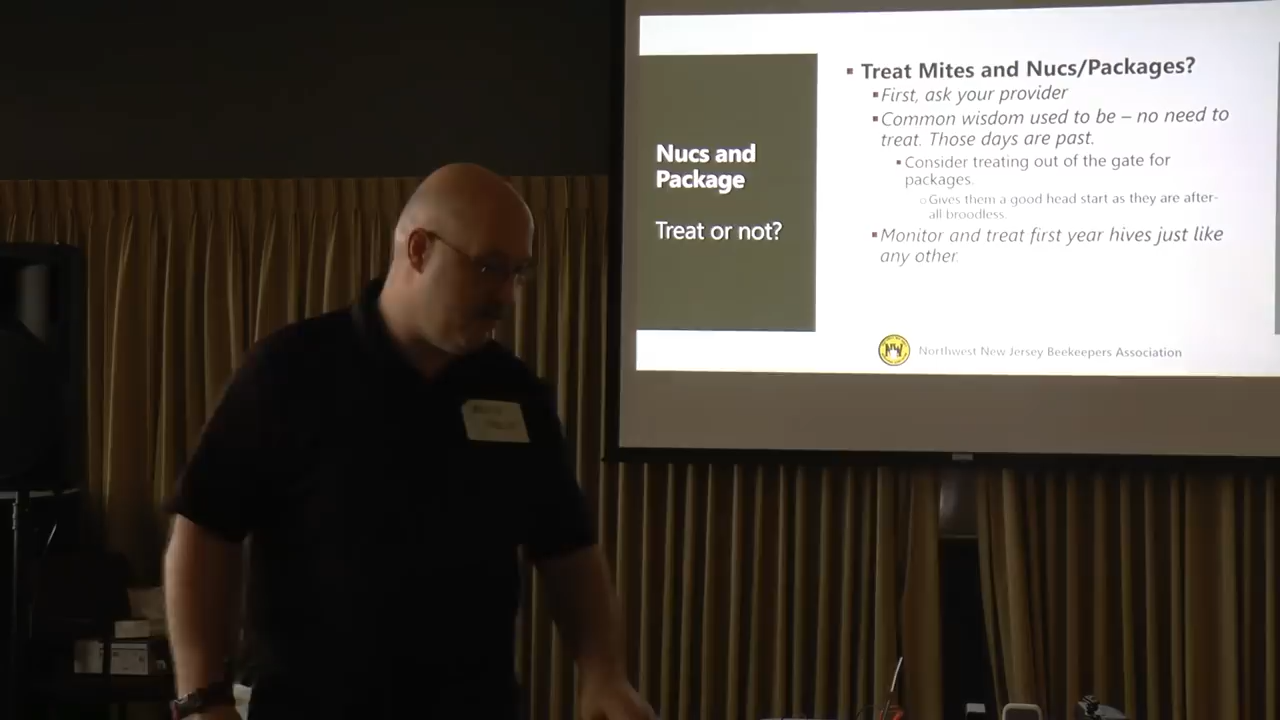 Nucs and
Package
Treat or not?
▪ Treat Mites and Nucs/Packages?
▪ First, ask your provider
▪ Common wisdom used to be – no need to
treat. Those days are past.
▪ Consider treating out of the gate for
packages.
○ Gives them a good head start as they are after-
all broodless.
▪ Monitor and treat first year hives just like
any other.
NW
Northwest New Jersey Beekeepers Association